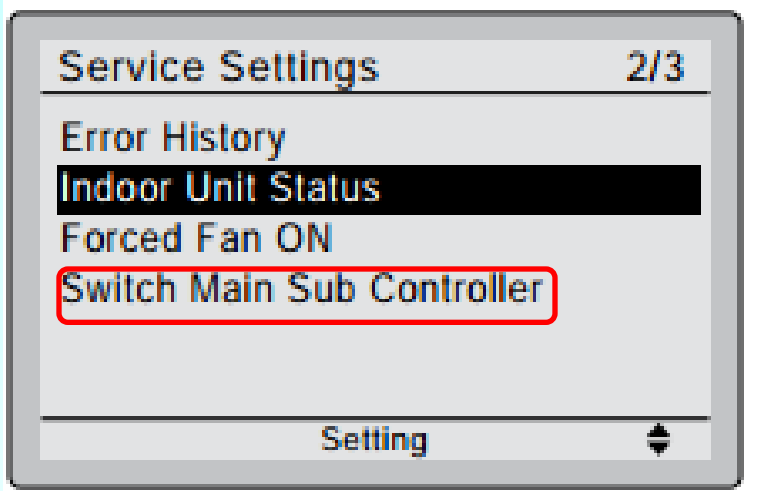 Service Settings 2/3
Error History
Indoor Unit Status
Forced Fan ON
Switch Main Sub Controller
Setting